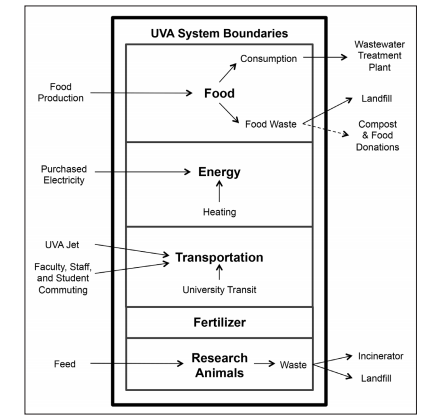 UVA System Boundaries
Consumption
Wastewater
Treatment
Plant
Food
Production
Food
Landfill
Food Waste
Compost
& Food
Donations
Purchased
Electricity
Energy
Heating
UVA Jet
Transportation
Faculty, Staff,
and Student
Commuting
University Transit
Fertilizer
Feed
Research
Animals
Waste
Incinerator
Landfill